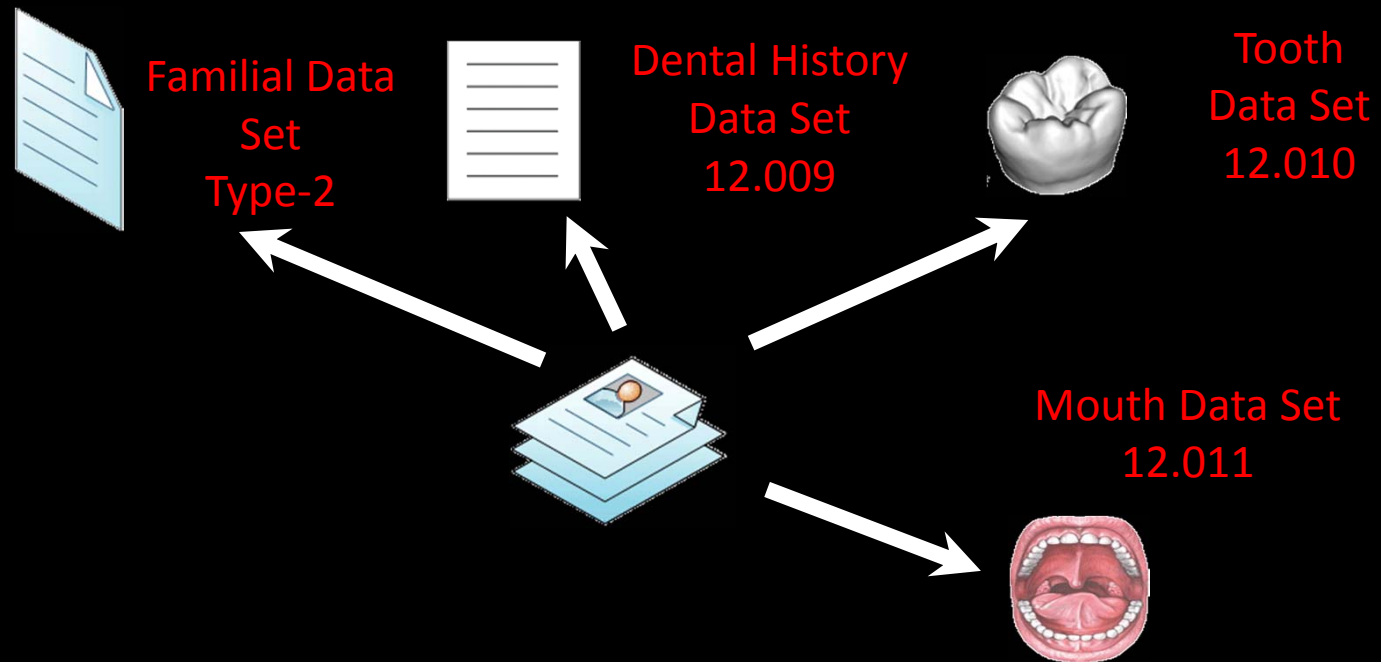 Familial Data
Set
Type-2
Dental History
Data Set
12.009
Tooth
Data Set
12.010
Mouth Data Set
12.011